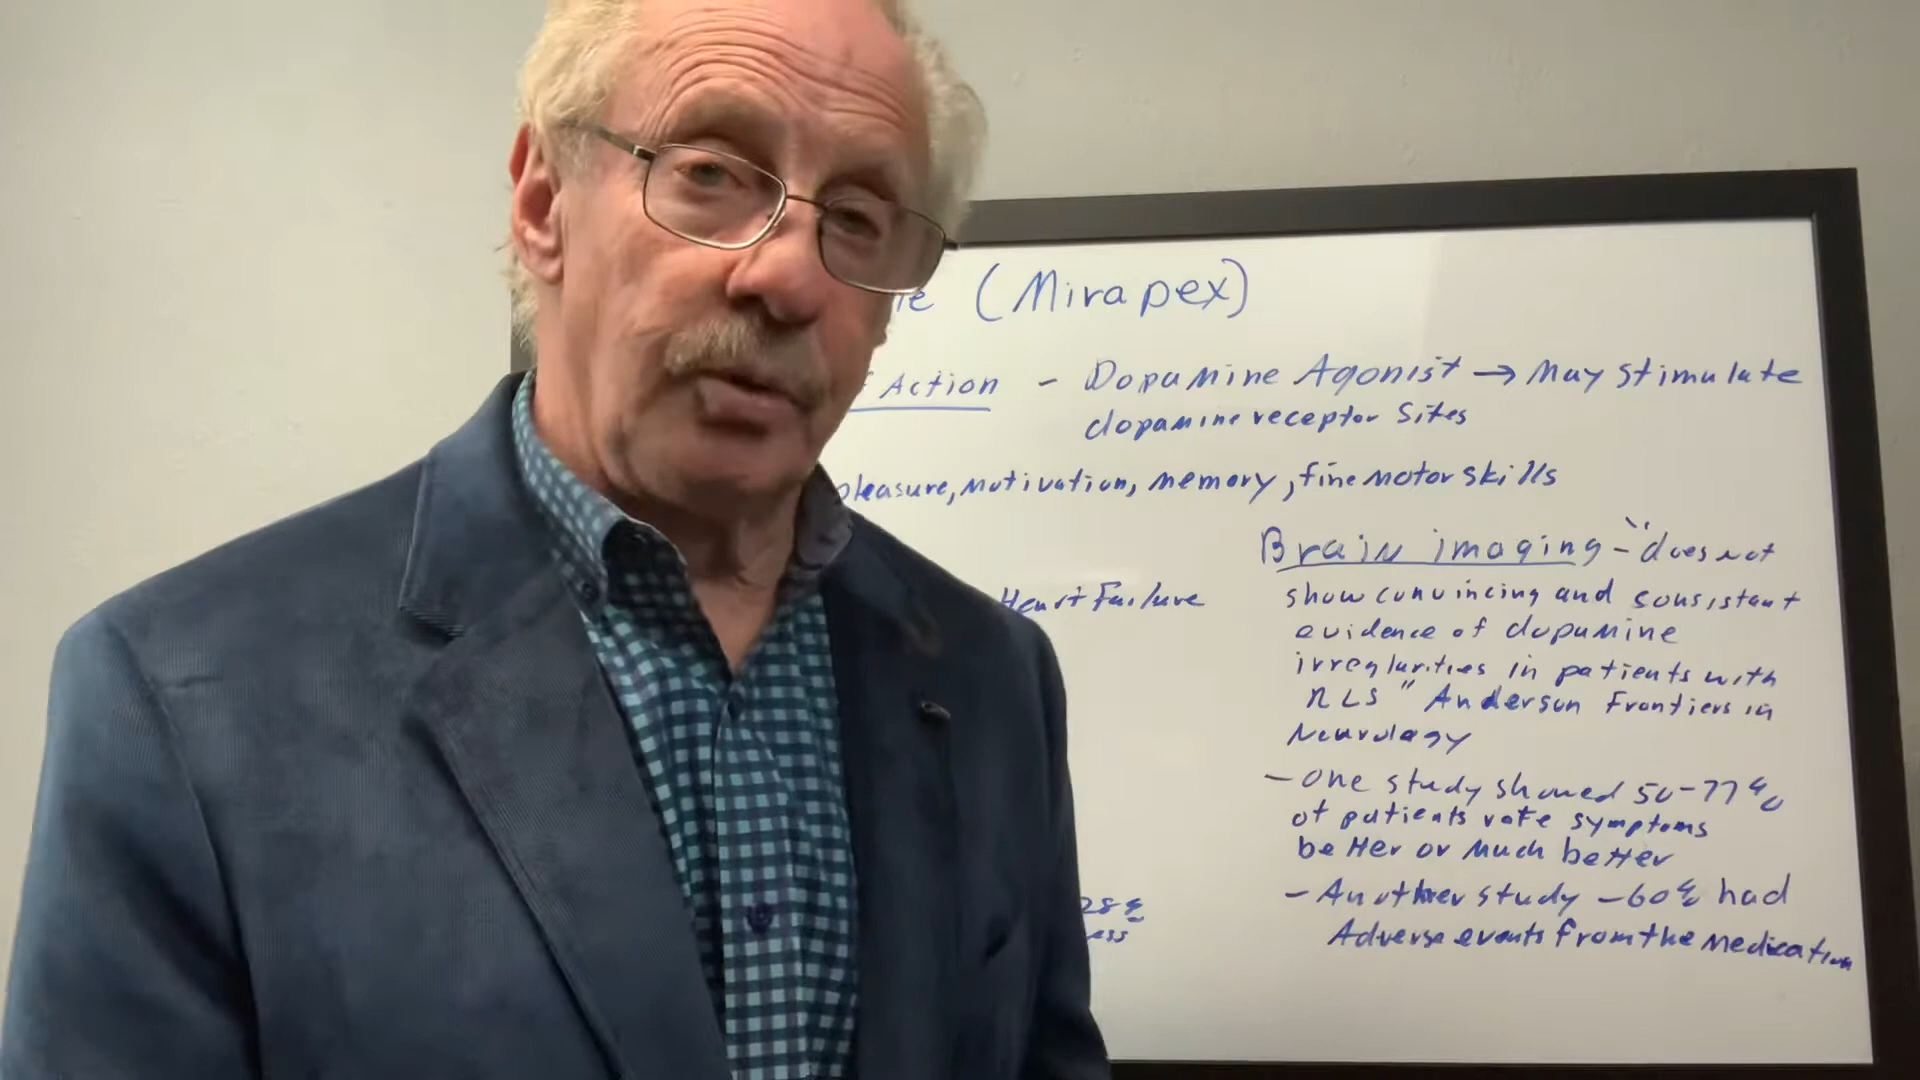 (Mirapex)
Action - Dopamine Agonist → May stimulate
dopamine receptor sites
pleasure, motivation, memory, fine motor skills
Heart Failure
Brain imaging - "does not
show convincing and consistant
evidence of dopamine
irreglarities in patients with
RLS" Anderson Frontiers in
Neurology
- one study showed 50-77%
of patients rate symptoms
better or much better
- Another study - 60% had
Adverse events from the medication
28%